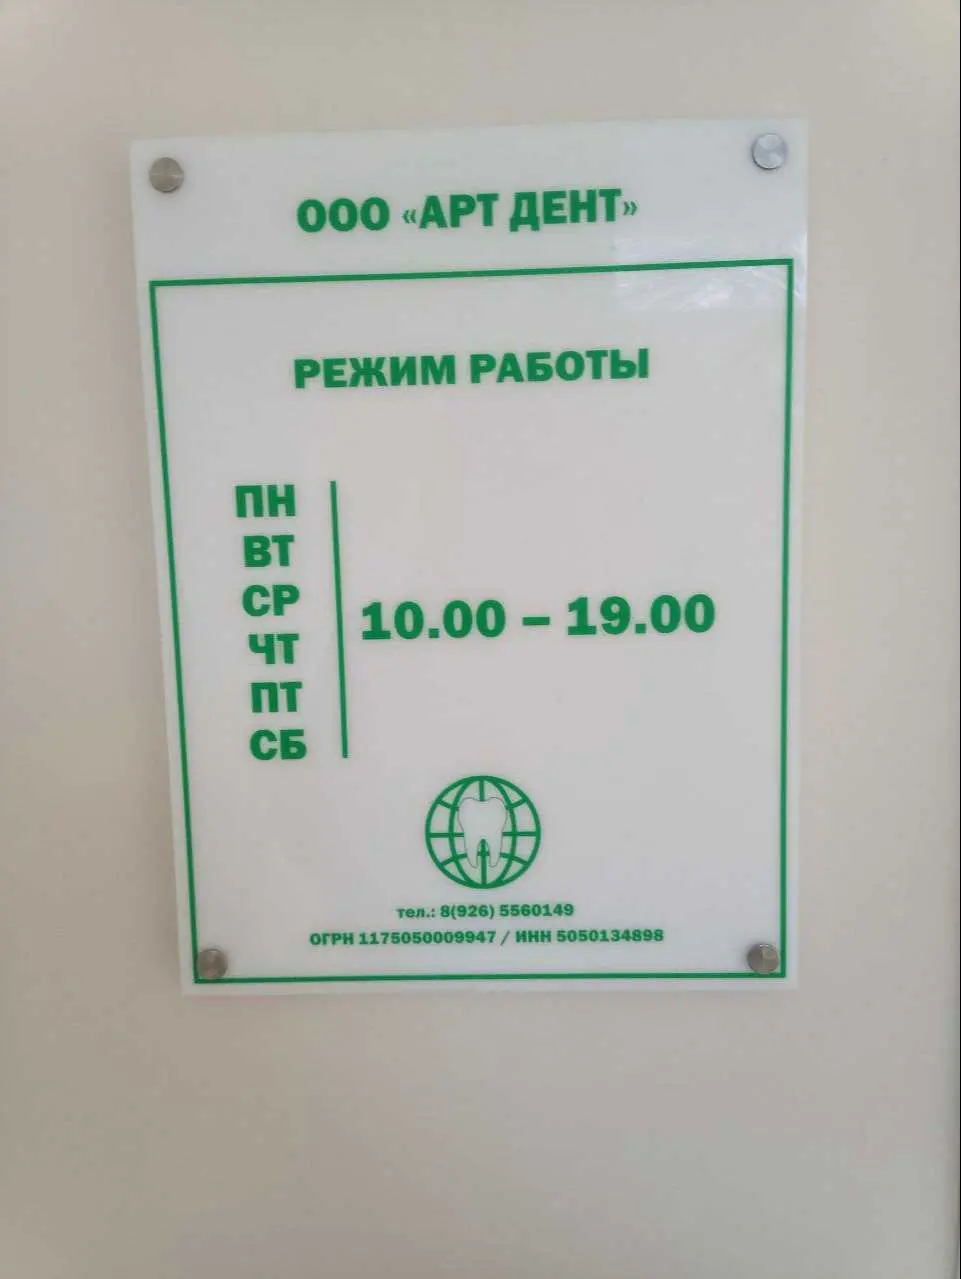 ООО «АРТ ДЕНТ»
РЕЖИМ РАБОТЫ
ПН
ВТ
СР
ЧТ
ПТ
СБ
10.00 – 19.00
тел.: 8(926) 5560149
ОГРН 1175050009947 / ИНН 5050134898